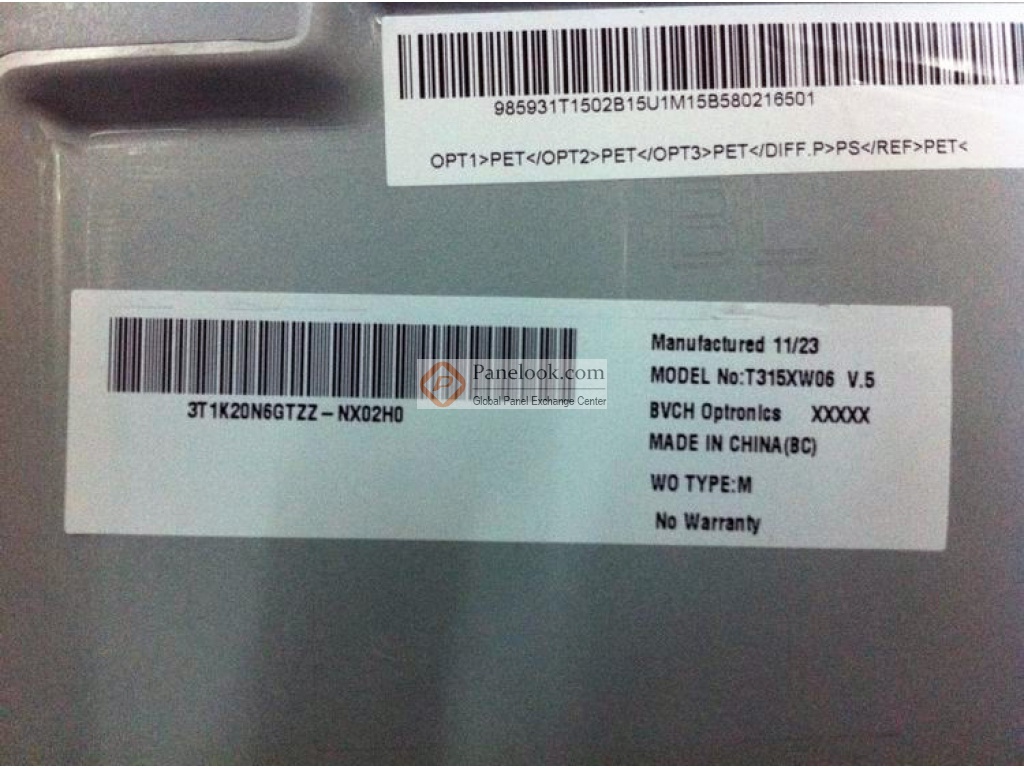 985931T1502B15U1M15B580216501
OPT1>PET</OPT2>PET</OPT3>PET</DIFF.P>PS</REF>PET<
3T1K20N6GTZZ-NX02H0
Manufactured 11/23
MODEL No:T315XW06 V.5
BVCH Optronics XXXXX
MADE IN CHINA(BC)
WO TYPE:M
No Warranty
Panelook.com
Global Panel Exchange Center